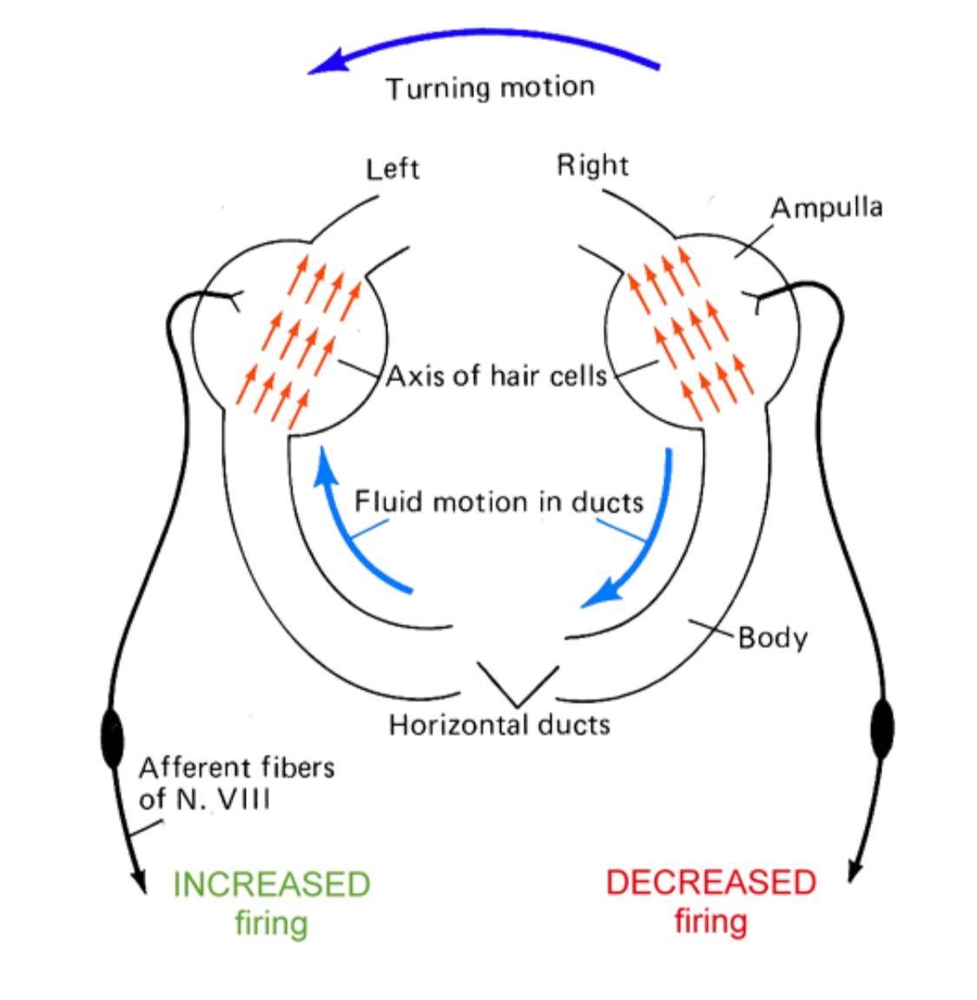 Turning motion
Left
Right
Ampulla
Axis of hair cells
Fluid motion in ducts
Body
Horizontal ducts
Afferent fibers
of N. VIII
INCREASED
firing
DECREASED
firing